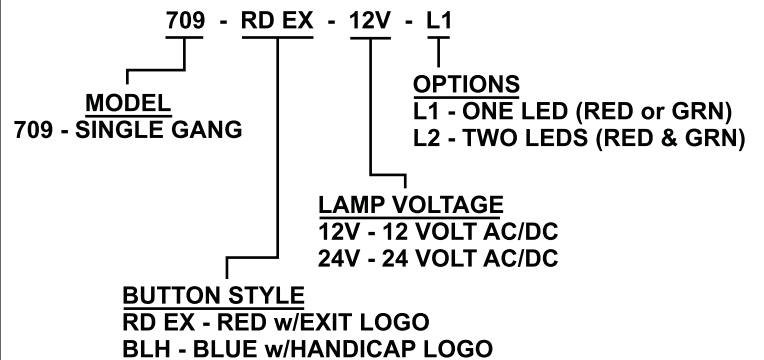 709 - RD EX - 12V - L1
OPTIONS
L1 - ONE LED (RED or GRN)
L2 - TWO LEDS (RED & GRN)
MODEL
709 - SINGLE GANG
LAMP VOLTAGE
12V - 12 VOLT AC/DC
24V - 24 VOLT AC/DC
BUTTON STYLE
RD EX - RED w/EXIT LOGO
BLH - BLUE w/HANDICAP LOGO